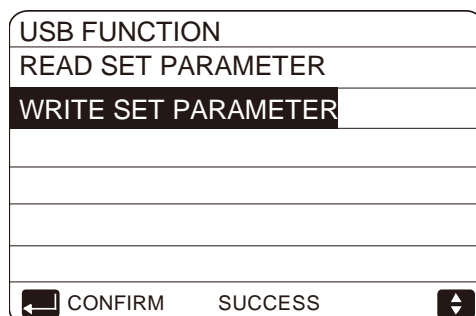 USB FUNCTION
READ SET PARAMETER
WRITE SET PARAMETER
CONFIRM SUCCESS